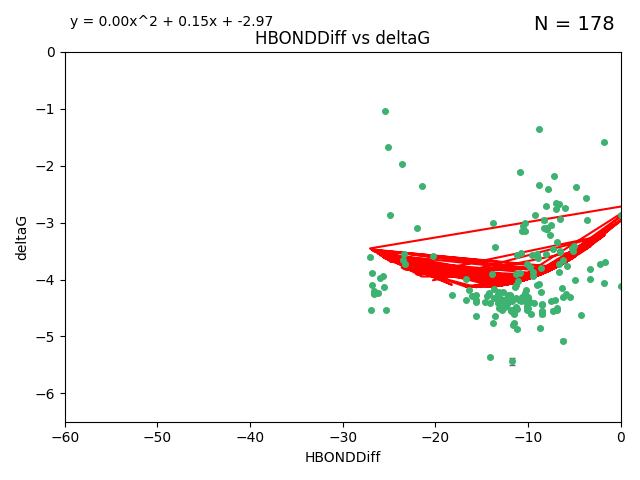 y = 0.00x^2 + 0.15x + -2.97
N = 178
HBONDDiff vs deltaG
0
−1
−2
−3
−4
−5
−6
deltaG
−60 −50 −40 −30 −20 −10 0
HBONDDiff